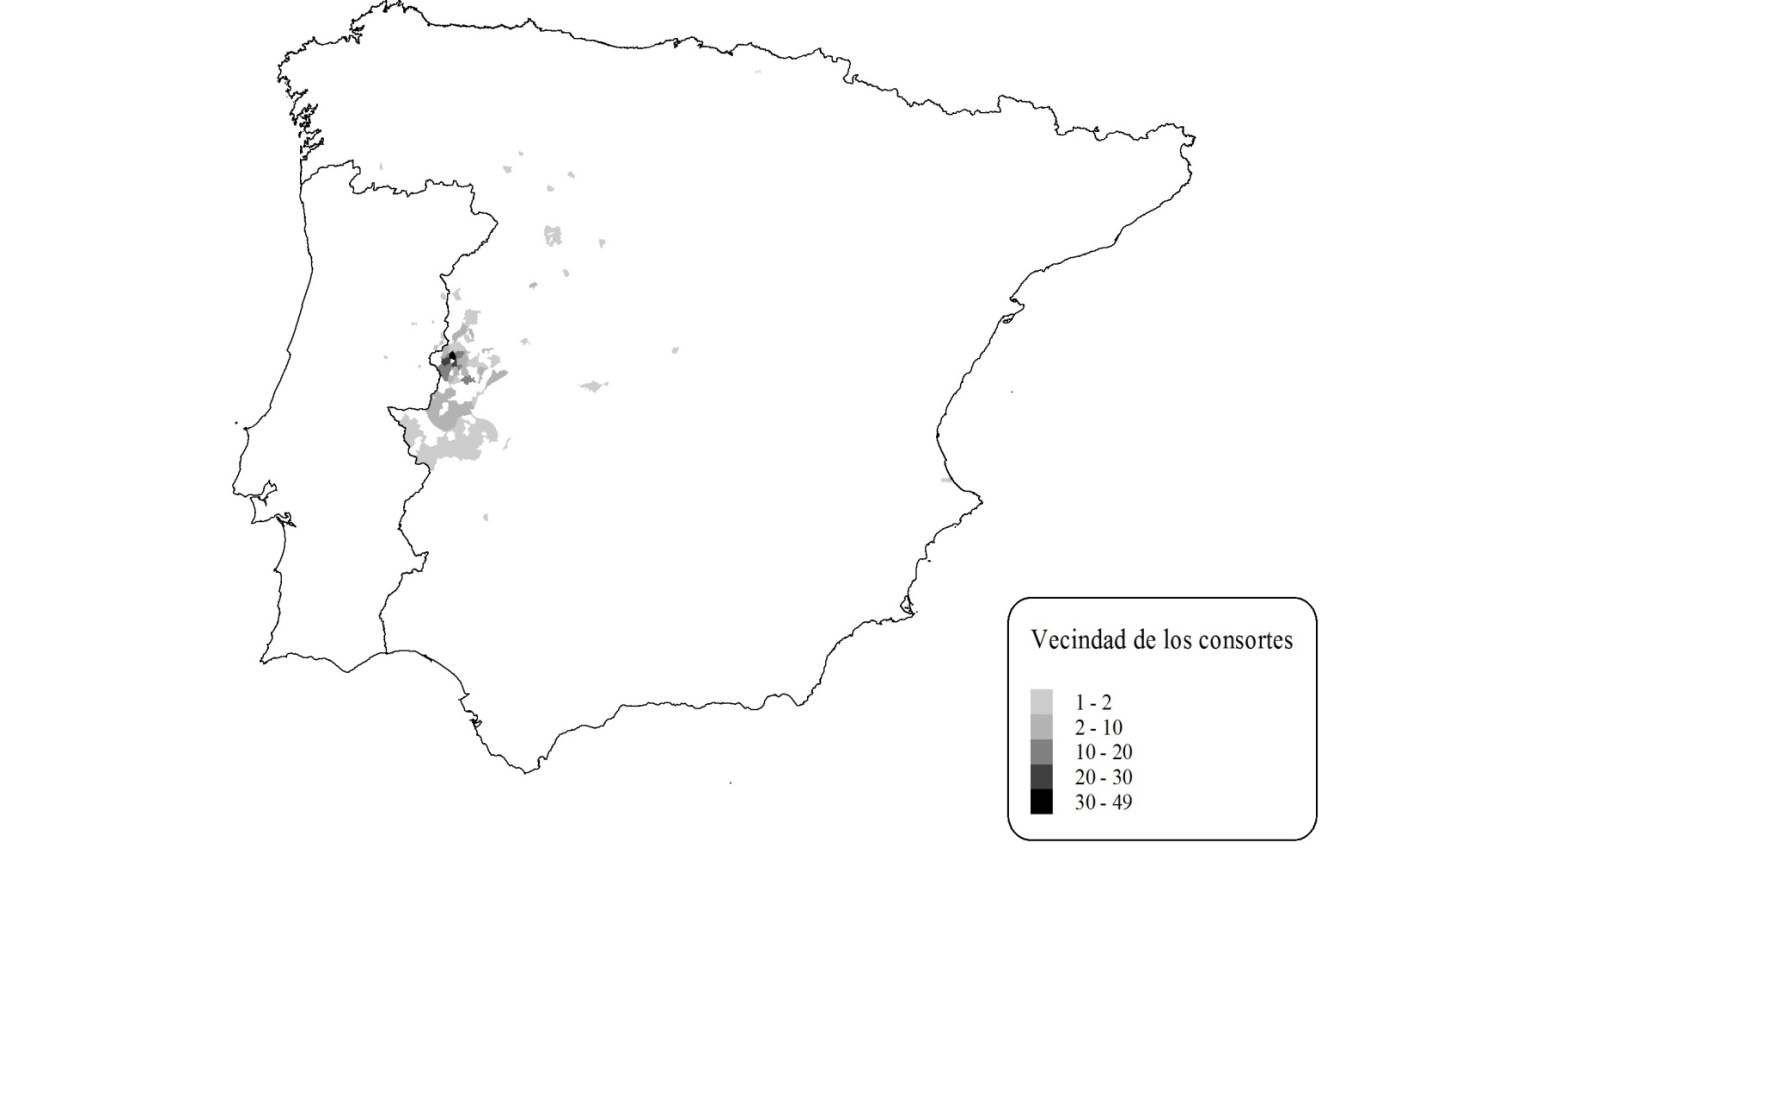 Vecindad de los consortes
1 - 2
2 - 10
10 - 20
20 - 30
30 - 49